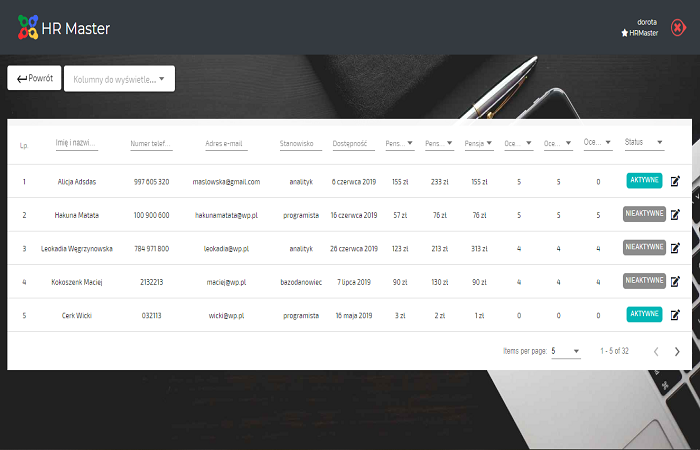 HR Master
dorota
HRMaster
Powrót
Kolumny do wyświetle...
Lp. Imię i nazwi... Numer telef... Adres e-mail Stanowisko Dostępność Pens... Pens... Pensja Oce... Oce... Oce... Status
1 Alicja Adsdas 997 605 320 maslowska@gmail.com analityk 6 czerwca 2019 155 zł 233 zł 155 zł 5 5 0 AKTYWNE
2 Hakuna Matata 100 900 600 hakunamatata@wp.pl programista 16 czerwca 2019 57 zł 76 zł 76 zł 5 5 5 NIEAKTYWNE
3 Leokadia Węgrzynowska 784 971 800 leokadia@wp.pl analityk 26 czerwca 2019 123 zł 213 zł 313 zł 4 4 4 NIEAKTYWNE
4 Kokoszenk Maciej 2132213 maciej@wp.pl bazodanowiec 7 lipca 2019 90 zł 130 zł 90 zł 4 4 4 NIEAKTYWNE
5 Cerk Wicki 032113 wicki@wp.pl programista 16 maja 2019 3 zł 2 zł 1 zł 0 0 0 AKTYWNE
Items per page: 5 1 - 5 of 32